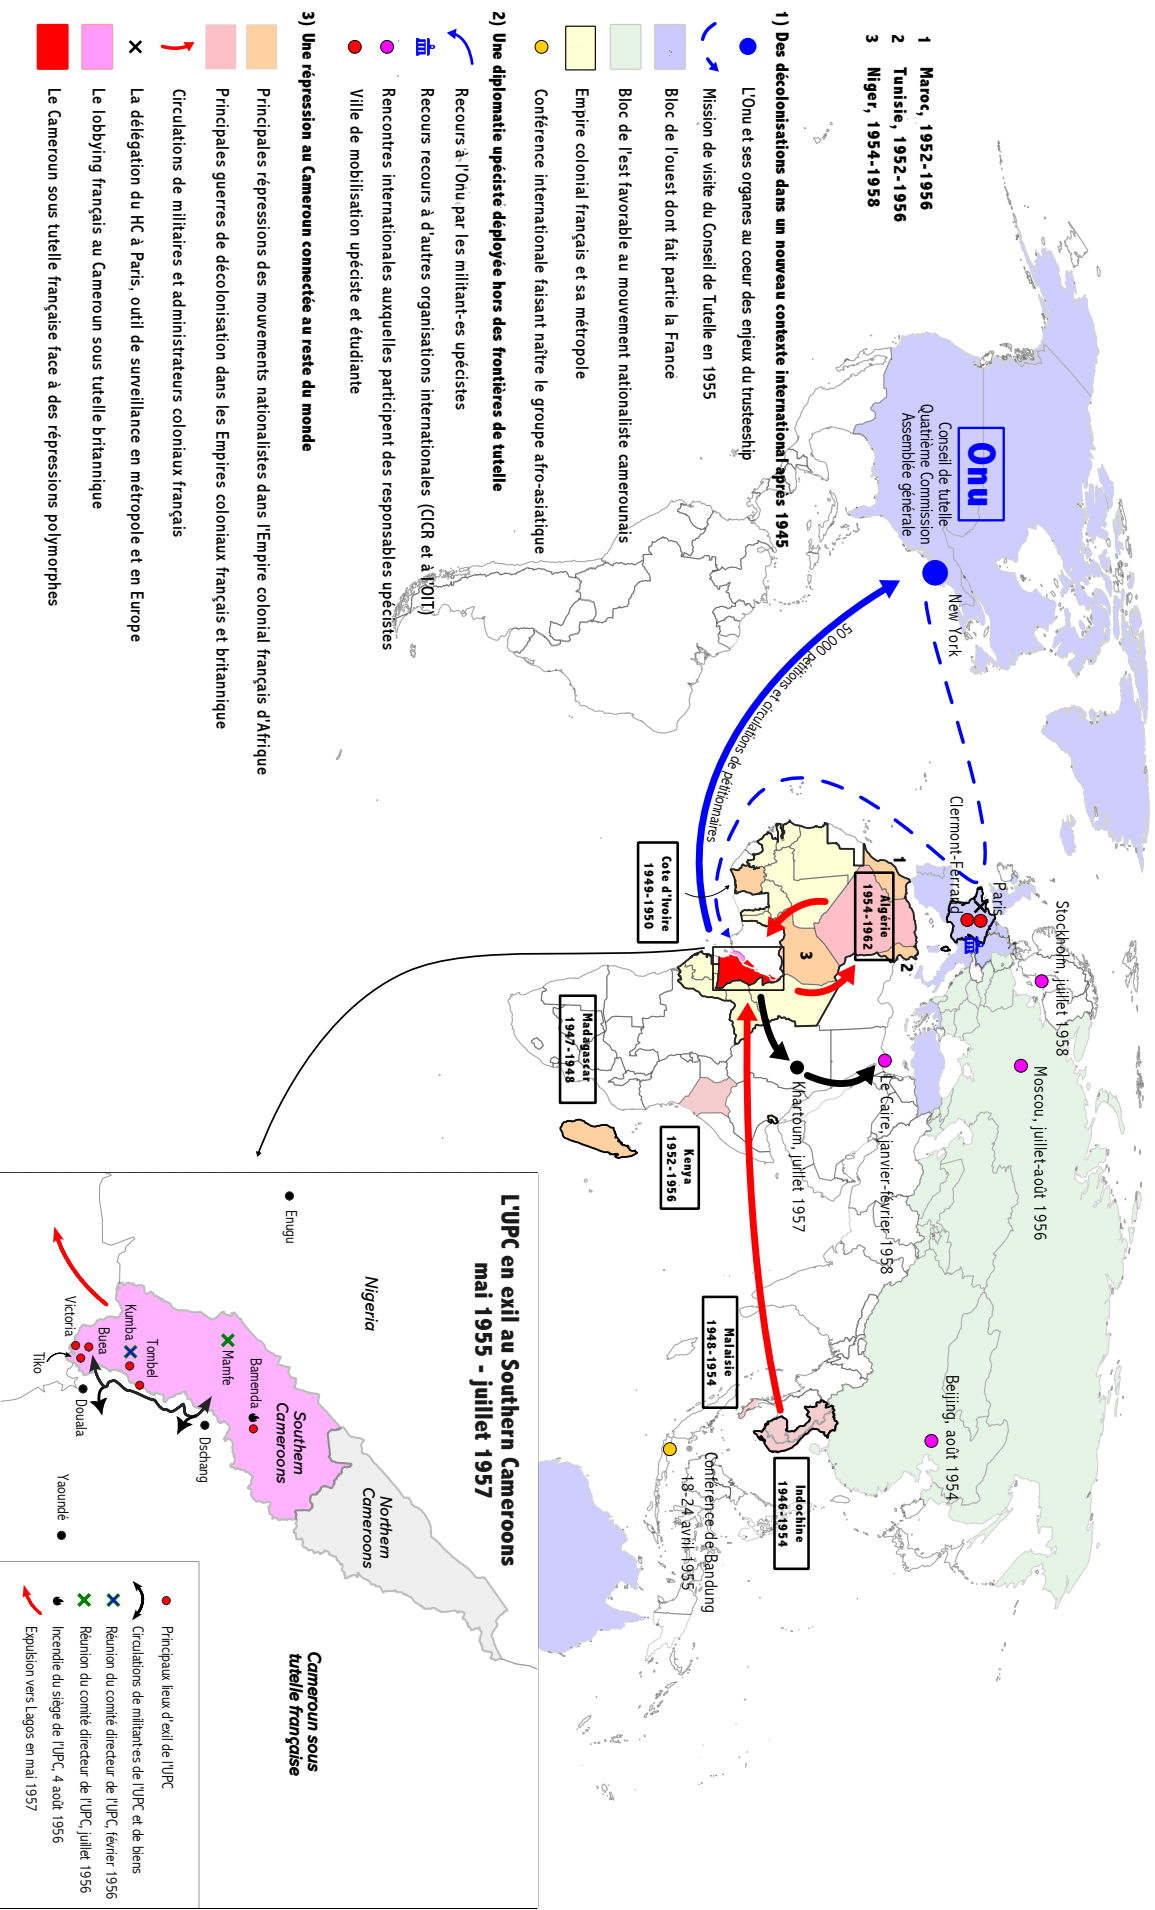 1 Maroc, 1952-1956
2 Tunisie, 1952-1956
3 Niger, 1954-1958
1) Des décolonisations dans un nouveau contexte international après 1945
L'Onu et ses organes au coeur des enjeux du trusteeship
Mission de visite du Conseil de Tutelle en 1955
Bloc de l'ouest dont fait partie la France
Bloc de l'est favorable au mouvement nationaliste camerounais
Empire colonial français et sa métropole
Conférence internationale faisant naître le groupe afro-asiatique
2) Une diplomatie upéciste déployée hors des frontières de tutelle
Recours à l'Onu par les militant-es upécistes
Recours recours à d'autres organisations internationales (CICR et à l'OIT)
Rencontres internationales auxquelles participent des responsables upécistes
Ville de mobilisation upéciste et étudiante
3) Une répression au Cameroun connectée au reste du monde
Principales répressions des mouvements nationalistes dans l'Empire colonial français d'Afrique
Principales guerres de décolonisation dans les Empires coloniaux français et britannique
Circulations de militaires et administrateurs coloniaux français
La délégation du HC à Paris, outil de surveillance en métropole et en Europe
Le lobbying français au Cameroun sous tutelle britannique
Le Cameroun sous tutelle française face à des répressions polymorphes
Onu
Conseil de tutelle
Quatrième Commission
Assemblée générale
New York
50 000 pétitions et circulations de pétitionnaires
Clermont-Ferrand
Paris
Stockholm, juillet 1958
Moscou, juillet-août 1956
Le Caire, janvier-février 1958
Khartoum, juillet 1957
Beijing, août 1954
Conférence de Bandung
18-24 avril 1955
1
2
3
Algérie
1954-1962
Cote d'Ivoire
1949-1950
Madagascar
1947-1948
Kenya
1952-1956
Malaisie
1948-1954
Indochine
1946-1954
L'UPC en exil au Southern Cameroons
mai 1955 - juillet 1957
Enugu
Nigeria
Northern
Cameroons
Southern
Cameroons
Bamenda
Mamfe
Tombel
Kumba
Buea
Victoria
Tiko
Douala
Dschang
Yaoundé
Cameroun sous
tutelle française
Principaux lieux d'exil de l'UPC
Circulations de militant·es de l'UPC et de biens
Réunion du comité directeur de l'UPC, février 1956
Réunion du comité directeur de l'UPC, juillet 1956
Incendie du siège de l'UPC, 4 août 1956
Expulsion vers Lagos en mai 1957